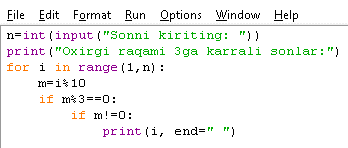 File Edit Format Run Options Window Help
n=int(input("Sonni kiriting: "))
print("Oxirgi raqami 3ga karrali sonlar:")
for i in range(1,n):
    m=i%10
    if m%3==0:
        if m!=0:
            print(i, end=" ")